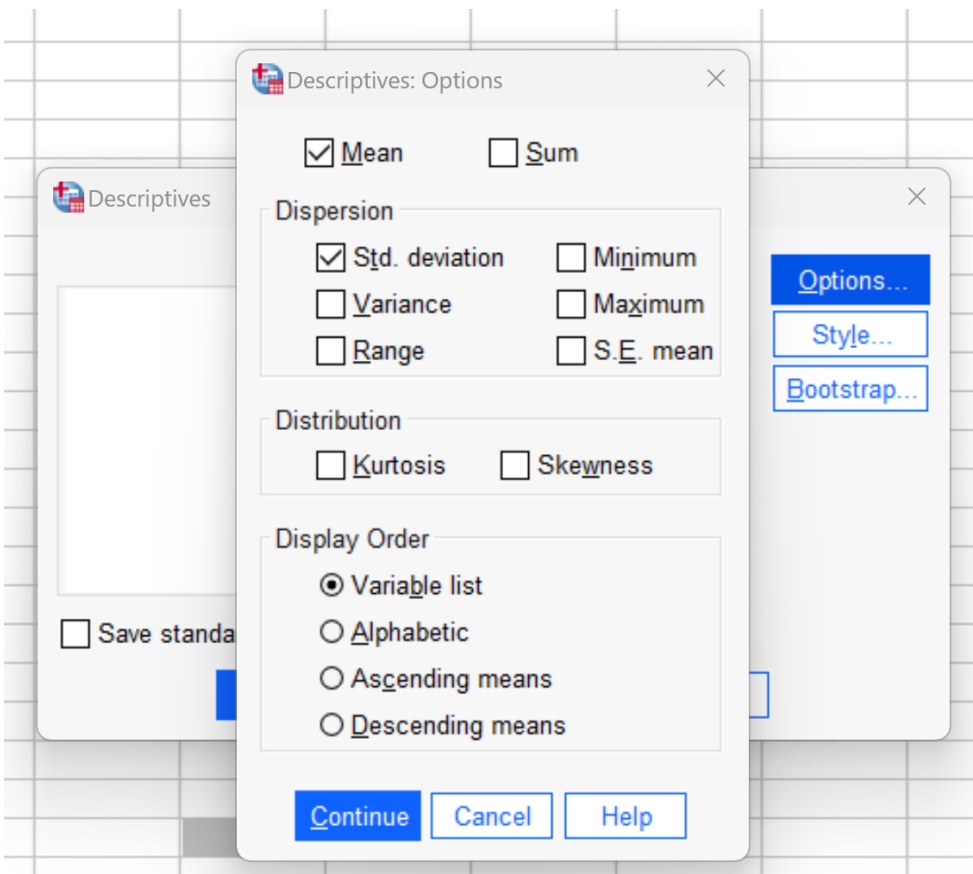 Descriptives: Options
Mean Sum
Descriptives
Dispersion
Std. deviation Minimum
Variance Maximum
Range S.E. mean
Options...
Style...
Bootstrap...
Distribution
Kurtosis Skewness
Display Order
Variable list
Alphabetic
Ascending means
Descending means
Save standa
Continue Cancel Help